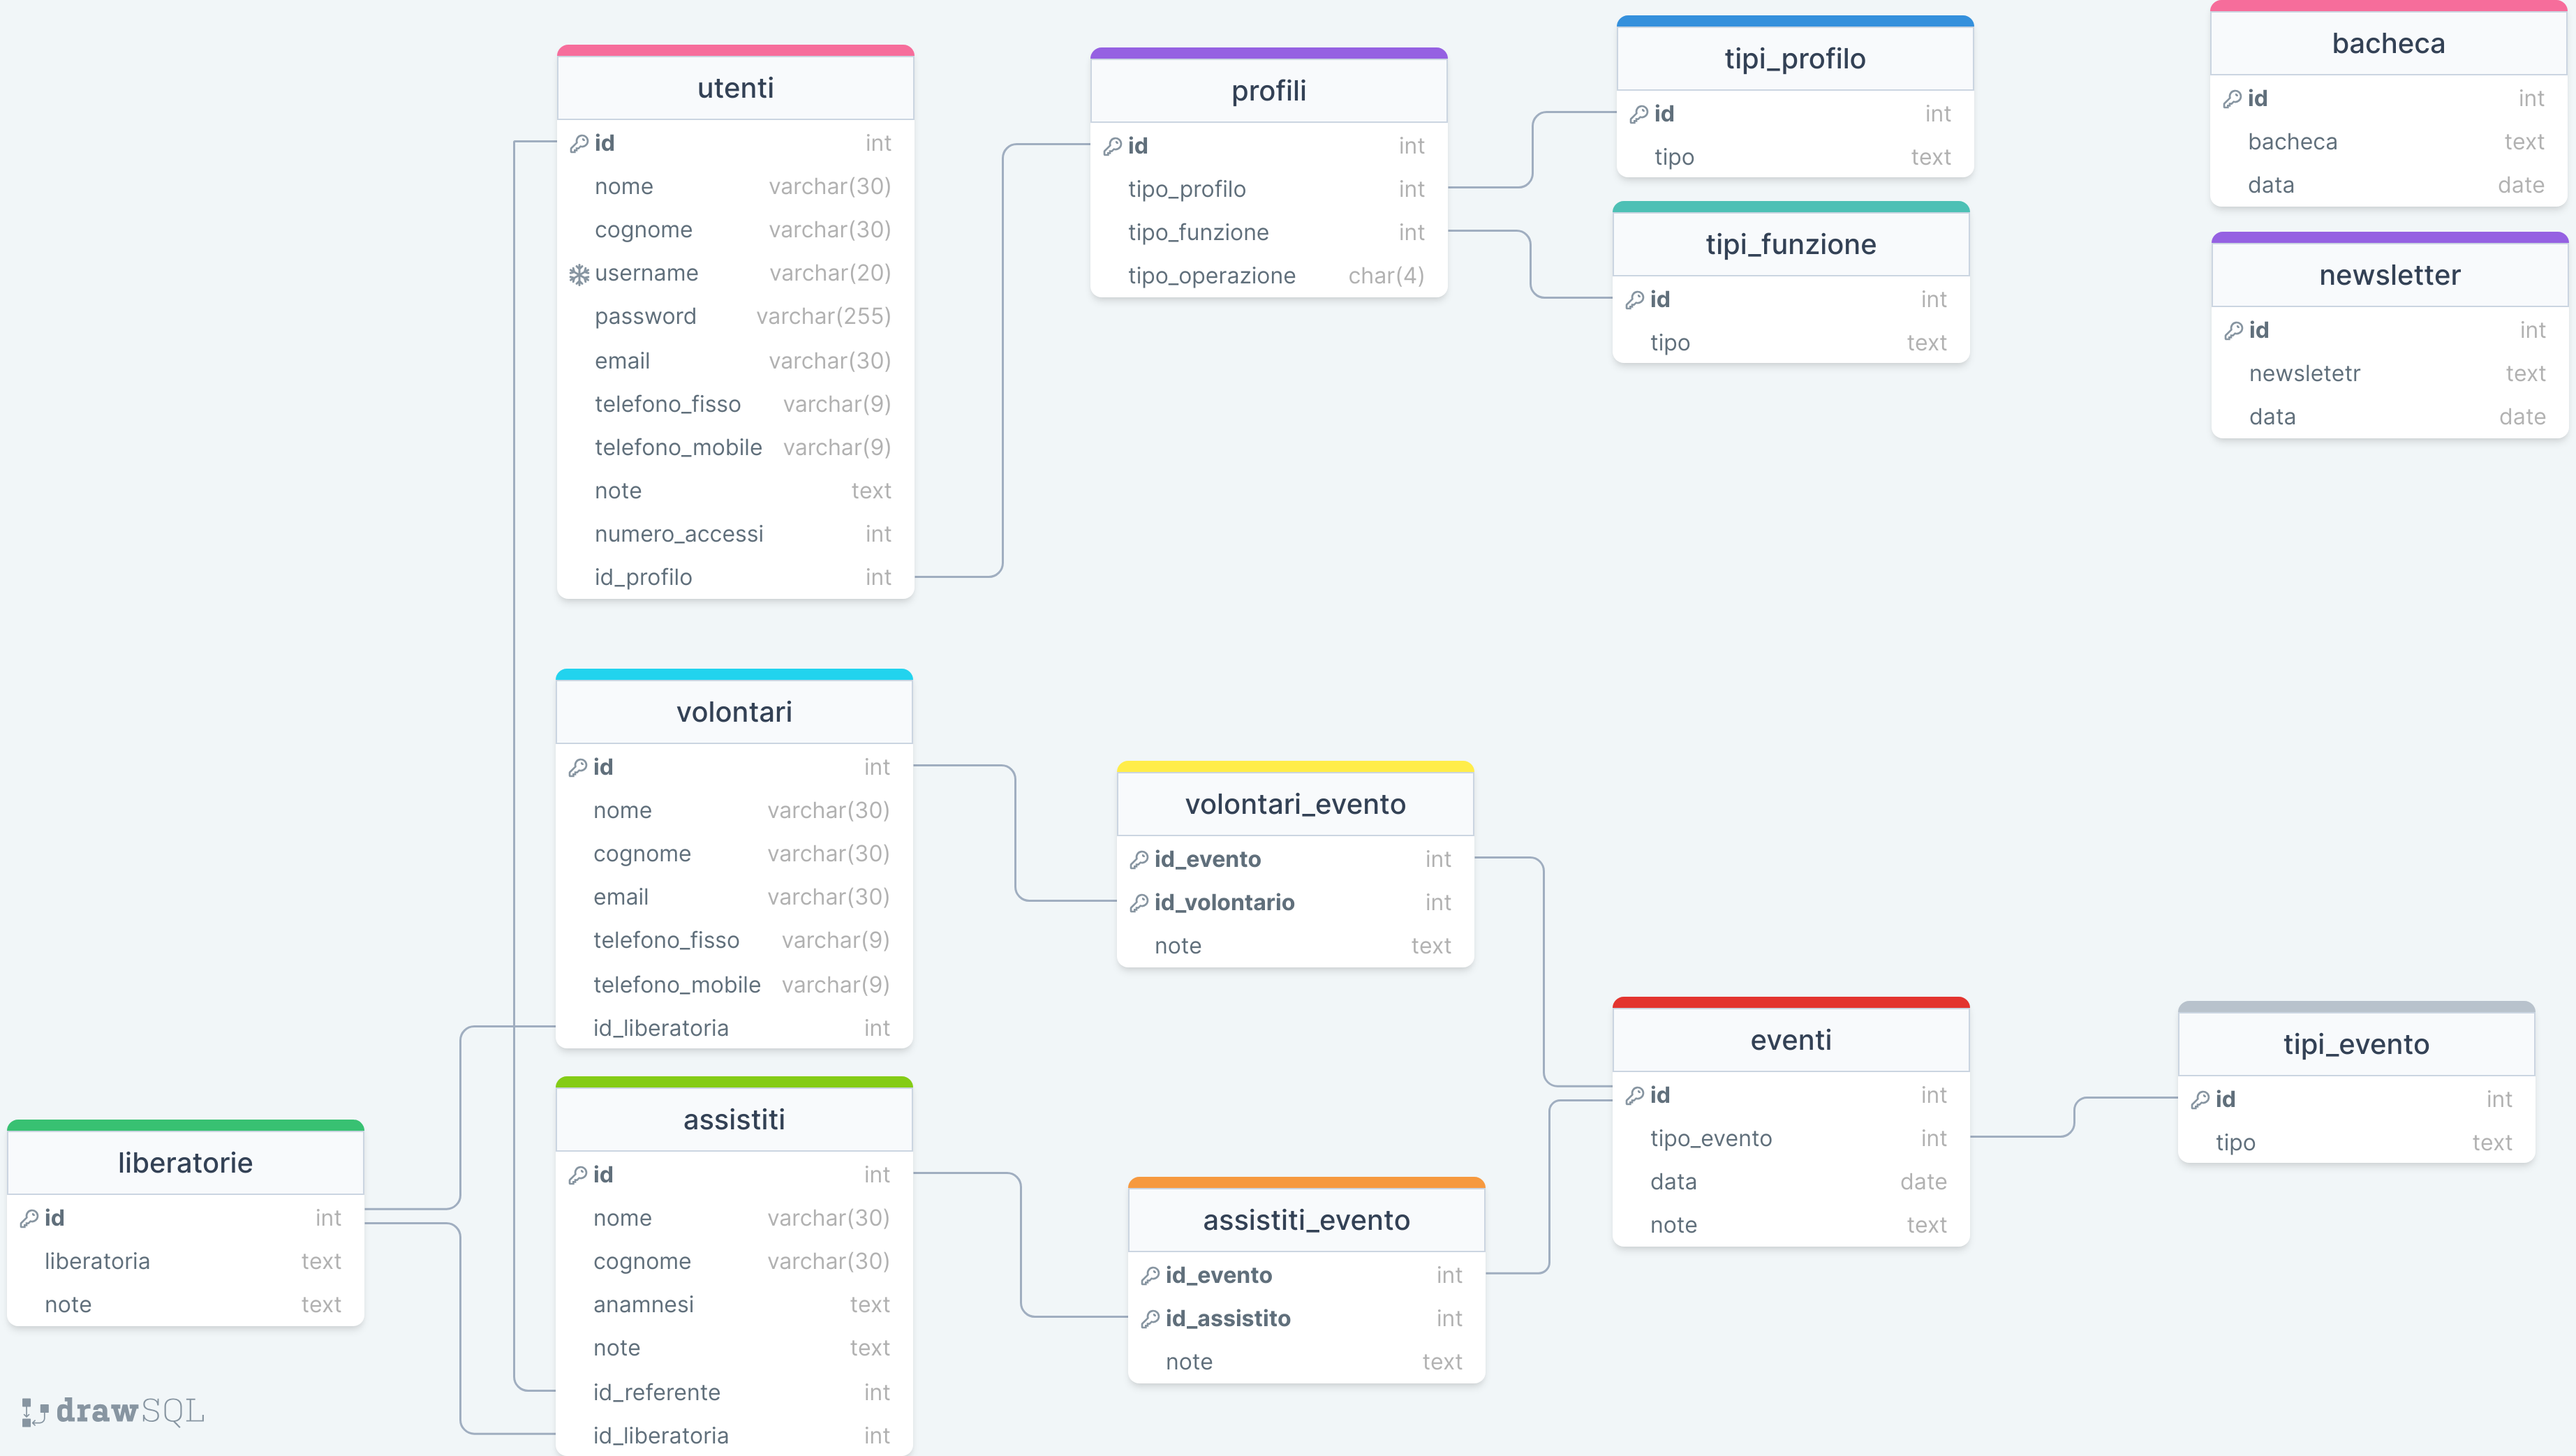 utenti
id int
nome varchar(30)
cognome varchar(30)
username varchar(20)
password varchar(255)
email varchar(30)
telefono_fisso varchar(9)
telefono_mobile varchar(9)
note text
numero_accessi int
id_profilo int
profili
id int
tipo_profilo int
tipo_funzione int
tipo_operazione char(4)
tipi_profilo
id int
tipo text
tipi_funzione
id int
tipo text
bacheca
id int
bacheca text
data date
newsletter
id int
newsletetr text
data date
volontari
id int
nome varchar(30)
cognome varchar(30)
email varchar(30)
telefono_fisso varchar(9)
telefono_mobile varchar(9)
id_liberatoria int
volontari_evento
id_evento int
id_volontario int
note text
liberatorie
id int
liberatoria text
note text
assistiti
id int
nome varchar(30)
cognome varchar(30)
anamnesi text
note text
id_referente int
id_liberatoria int
assistiti_evento
id_evento int
id_assistito int
note text
eventi
id int
tipo_evento int
data date
note text
tipi_evento
id int
tipo text
drawSQL